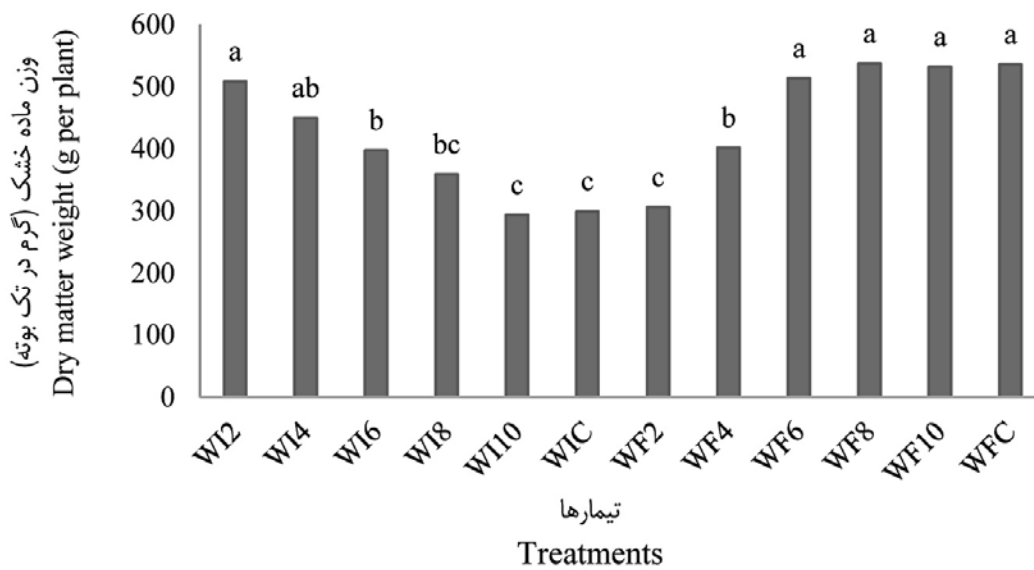 وزن ماده خشک (گرم در تک بوته)
Dry matter weight (g per plant)
600
500
400
300
200
100
0
a
ab
b
bc
c
c
c
b
a
a
a
a
WI2
WI4
WI6
WI8
WI10
WIC
WF2
WF4
WF6
WF8
WF10
WFC
تیمارها
Treatments